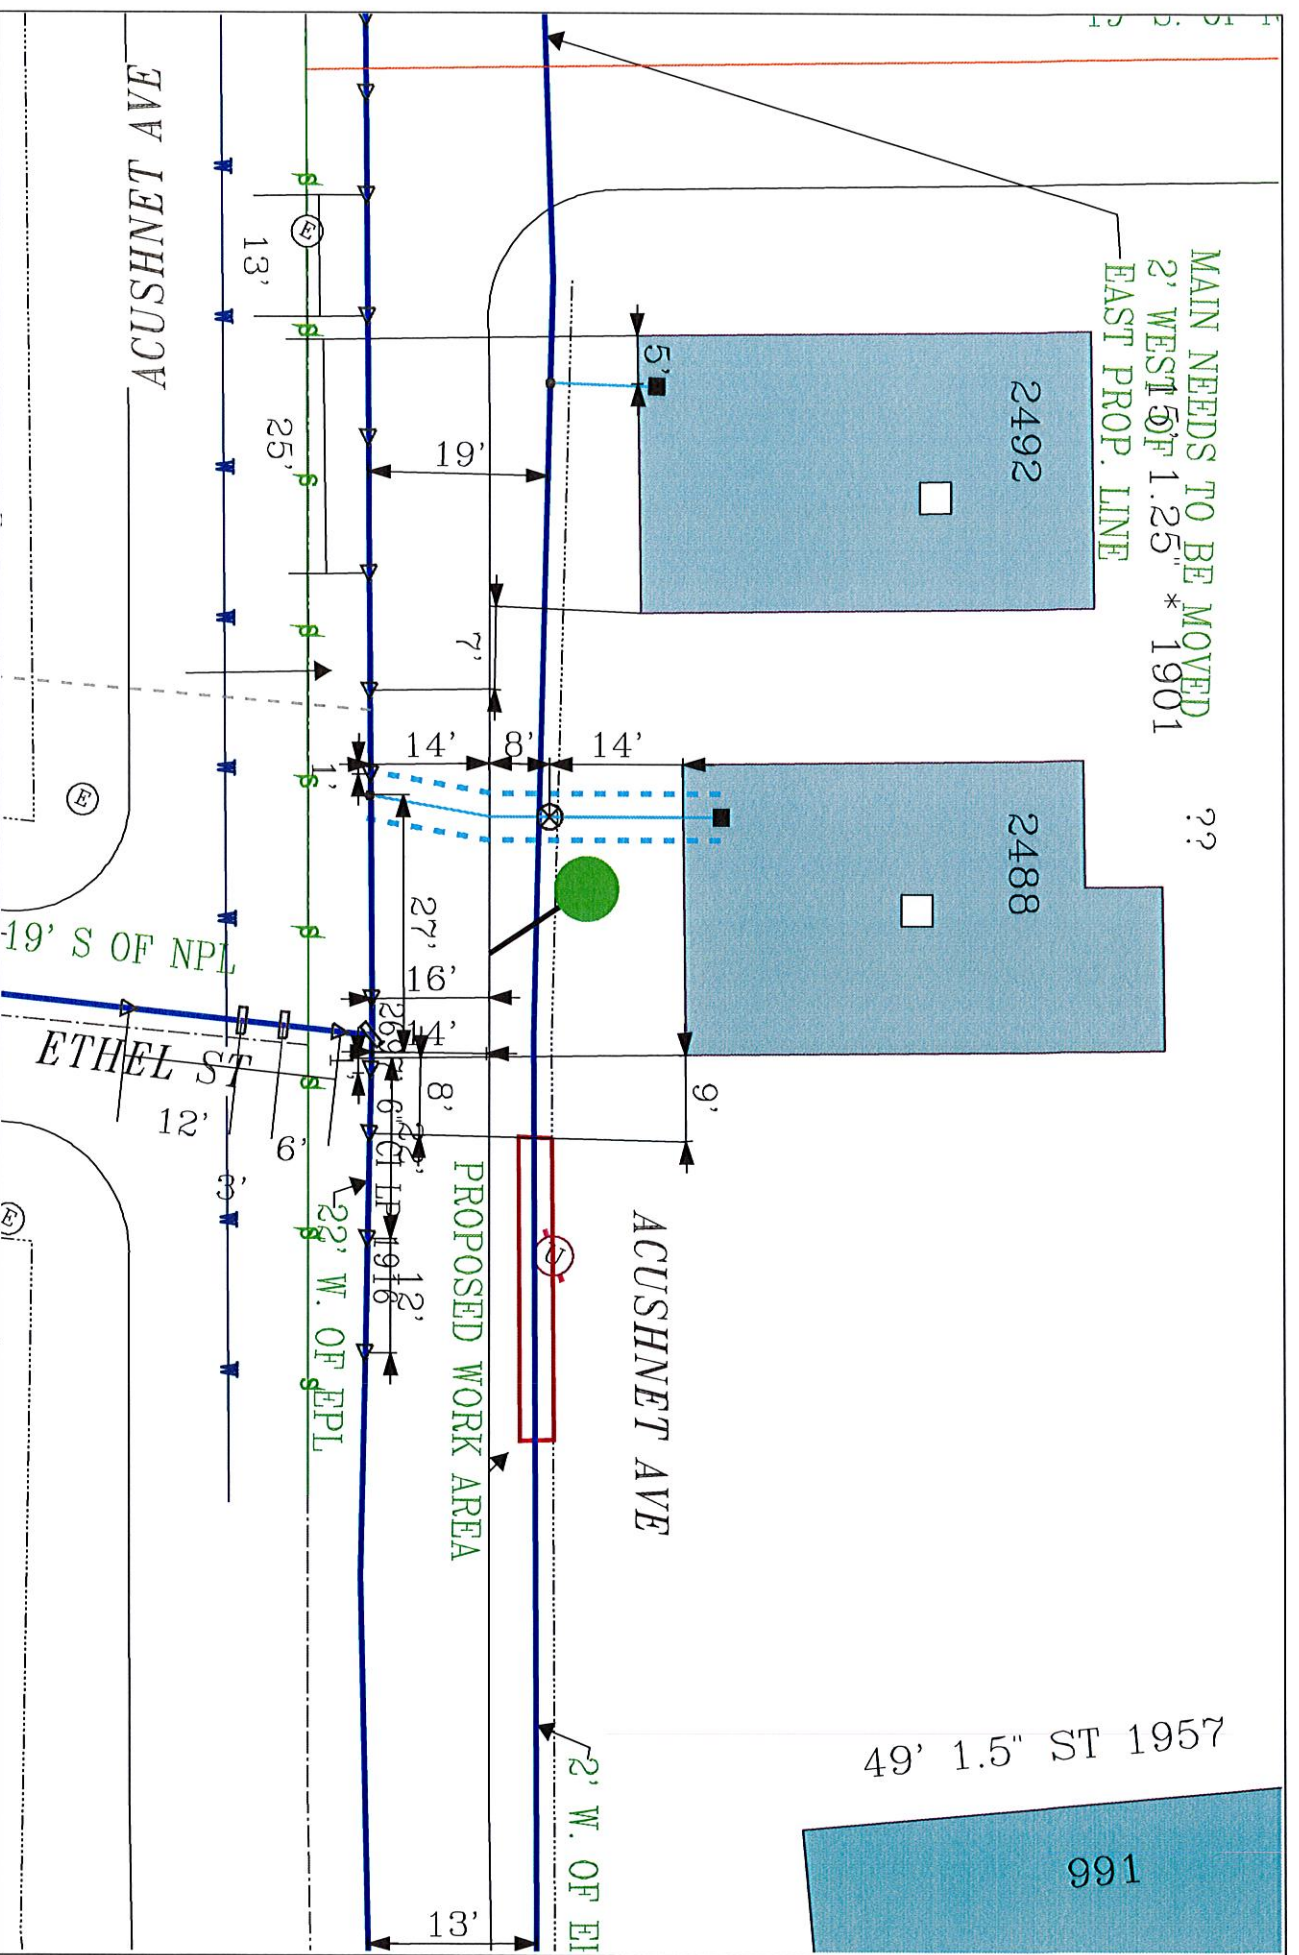 MAIN NEEDS TO BE MOVED
2' WEST OF
EAST PROP. LINE
15' 1.25" * 1901
??
ACUSHNET AVE
13'
25'
5'
2492
19'
7'
14'
8'
14'
1'
2488
27'
16'
14'
8'
9'
E
E
E
-19' S OF NPL
ETHEL ST
12'
6'
3'
6" CI LP 1916
12'
22' W. OF EPL
PROPOSED WORK AREA
U
ACUSHNET AVE
49' 1.5" ST 1957
991
2' W. OF
13'
W
W
W
W
W
W
W
W
S
S
S
S
S
S
S
S
S